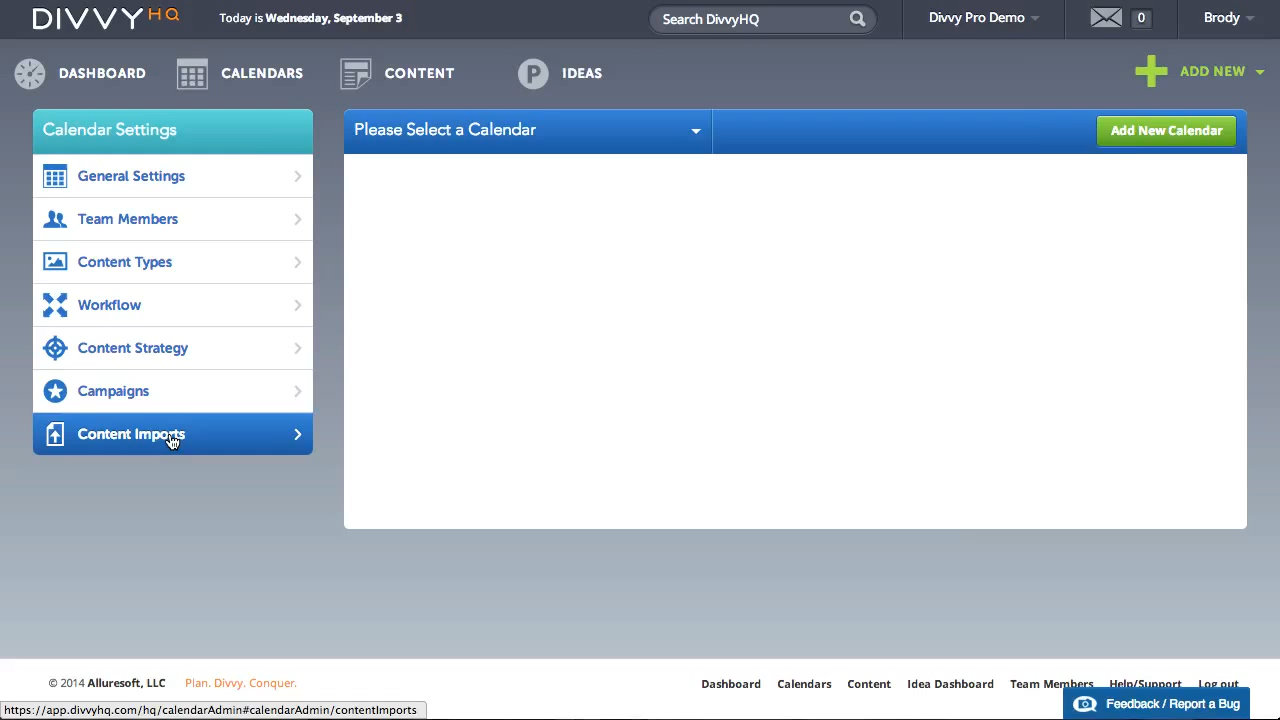 DIVVYHQ
Today is Wednesday, September 3
Search DivvyHQ
Divvy Pro Demo
0
Brody
DASHBOARD
CALENDARS
CONTENT
P
IDEAS
ADD NEW
Calendar Settings
General Settings
Team Members
Content Types
Workflow
Content Strategy
Campaigns
Content Imports
Please Select a Calendar
Add New Calendar
© 2014 Alluresoft, LLC
Plan. Divvy. Conquer.
Dashboard
Calendars
Content
Idea Dashboard
Team Members
Help/Support
Log out
Feedback / Report a Bug
https://app.divvyhq.com/hq/calendarAdmin#calendarAdmin/contentImports